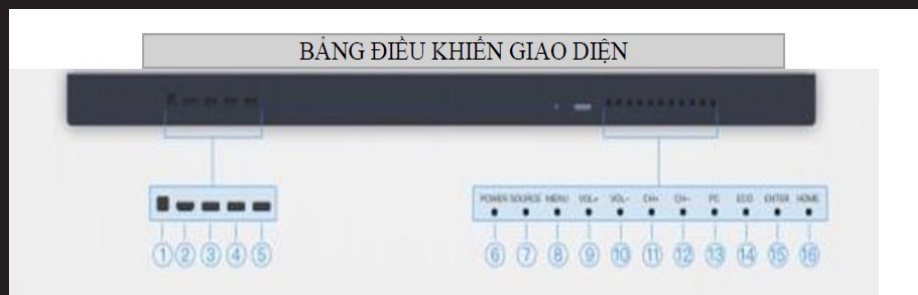 BẢNG ĐIỀU KHIỂN GIAO DIỆN
POWER SOURCE MENU VOL+ VOL- CH+ CH- PC ECO ENTER HOME
① ② ③ ④ ⑤ ⑥ ⑦ ⑧ ⑨ ⑩ ⑪ ⑫ ⑬ ⑭ ⑮ ⑯